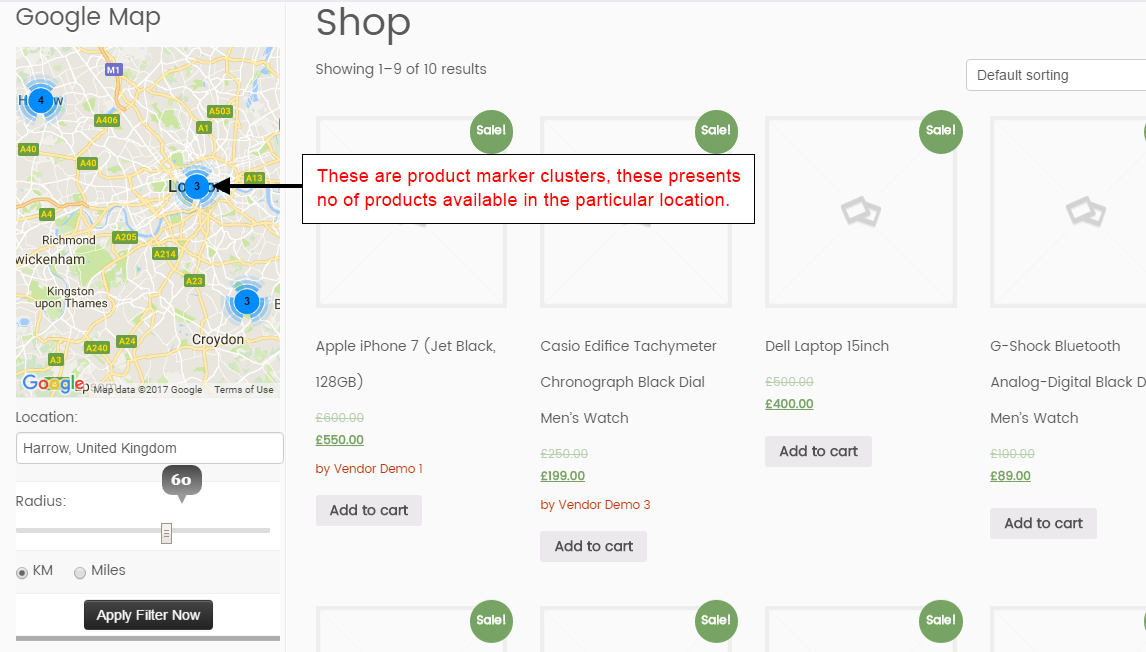 Google Map
M1
4
A503
A406
A1
A40
A40
A13
3
A4
Richmond
A205
wickenham
A214
A23
Kingston
upon Thames
3
Croydon
A24
A240
A3
Google
Map data ©2017 Google
Terms of Use
Location:
Harrow, United Kingdom
60
Radius:
KM
Miles
Apply Filter Now
Shop
Showing 1–9 of 10 results
Default sorting
Sale!
Sale!
Sale!
These are product marker clusters, these presents
no of products available in the particular location.
Apple iPhone 7 (Jet Black,
128GB)
£600.00
£550.00
by Vendor Demo 1
Add to cart
Casio Edifice Tachymeter
Chronograph Black Dial
Men's Watch
£250.00
£199.00
by Vendor Demo 3
Add to cart
Dell Laptop 15inch
£500.00
£400.00
Add to cart
G-Shock Bluetooth
Analog-Digital Black D
Men's Watch
£100.00
£89.00
Add to cart
Sale!
Sale!
Sale!